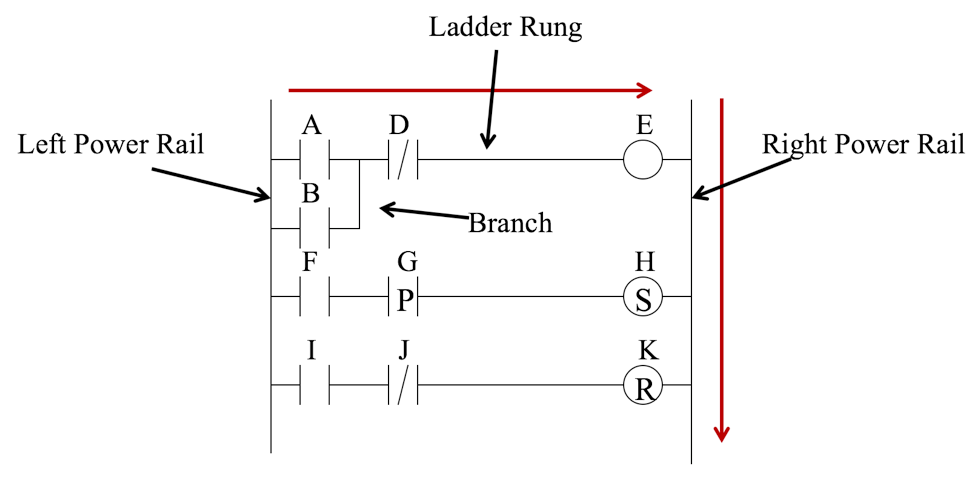 Ladder Rung
A D E
Left Power Rail
Right Power Rail
B
Branch
F G H
P S
I J K
R